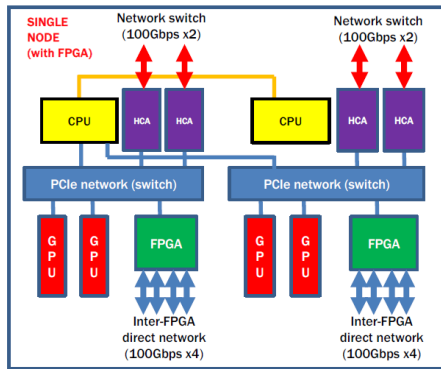 SINGLE
NODE
(with FPGA)
Network switch
(100Gbps x2)
Network switch
(100Gbps x2)
CPU
HCA
HCA
CPU
HCA
HCA
PCIe network (switch)
PCIe network (switch)
GPU
GPU
FPGA
GPU
GPU
FPGA
Inter-FPGA
direct network
(100Gbps x4)
Inter-FPGA
direct network
(100Gbps x4)